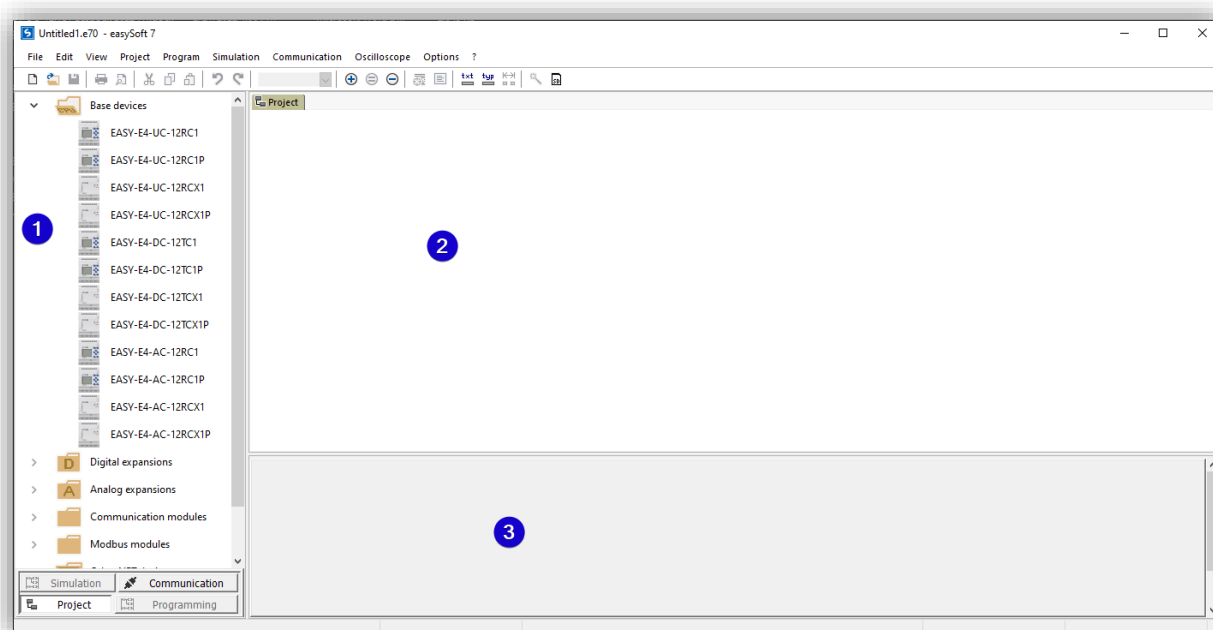 Untitled1.e70 - easySoft 7
File Edit View Project Program Simulation Communication Oscilloscope Options ?
txt typ
Base devices
Project
EASY-E4-UC-12RC1
EASY-E4-UC-12RC1P
EASY-E4-UC-12RCX1
EASY-E4-UC-12RCX1P
1
2
EASY-E4-DC-12TC1
EASY-E4-DC-12TC1P
EASY-E4-DC-12TCX1
EASY-E4-DC-12TCX1P
EASY-E4-AC-12RC1
EASY-E4-AC-12RC1P
EASY-E4-AC-12RCX1
EASY-E4-AC-12RCX1P
D Digital expansions
A Analog expansions
Communication modules
3
Modbus modules
Simulation Communication
Project Programming